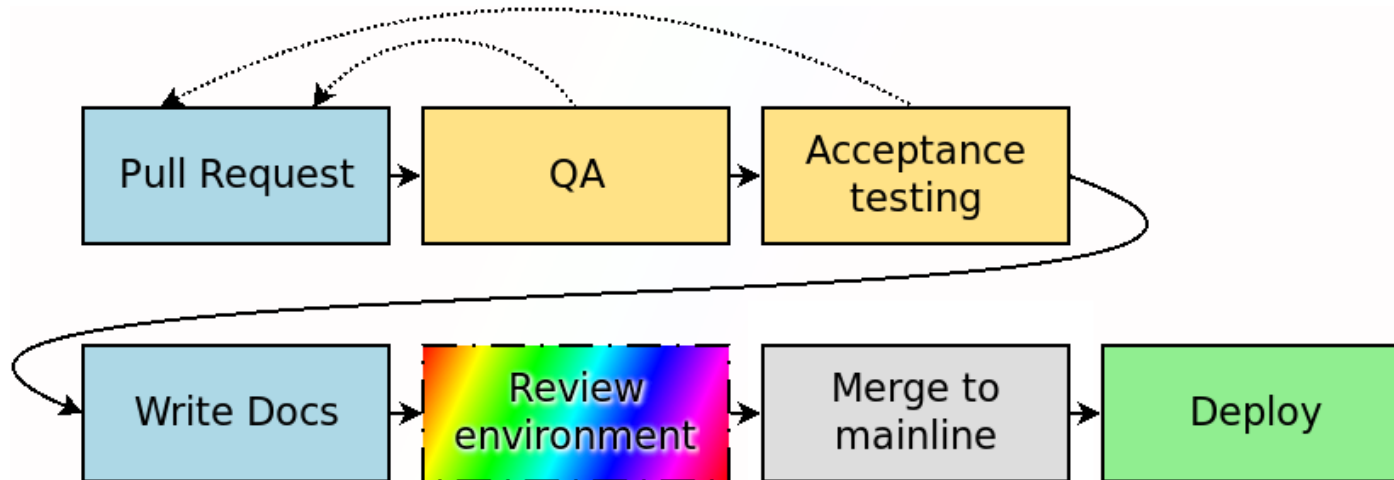 Pull Request
QA
Acceptance
testing
Write Docs
Review
environment
Merge to
mainline
Deploy